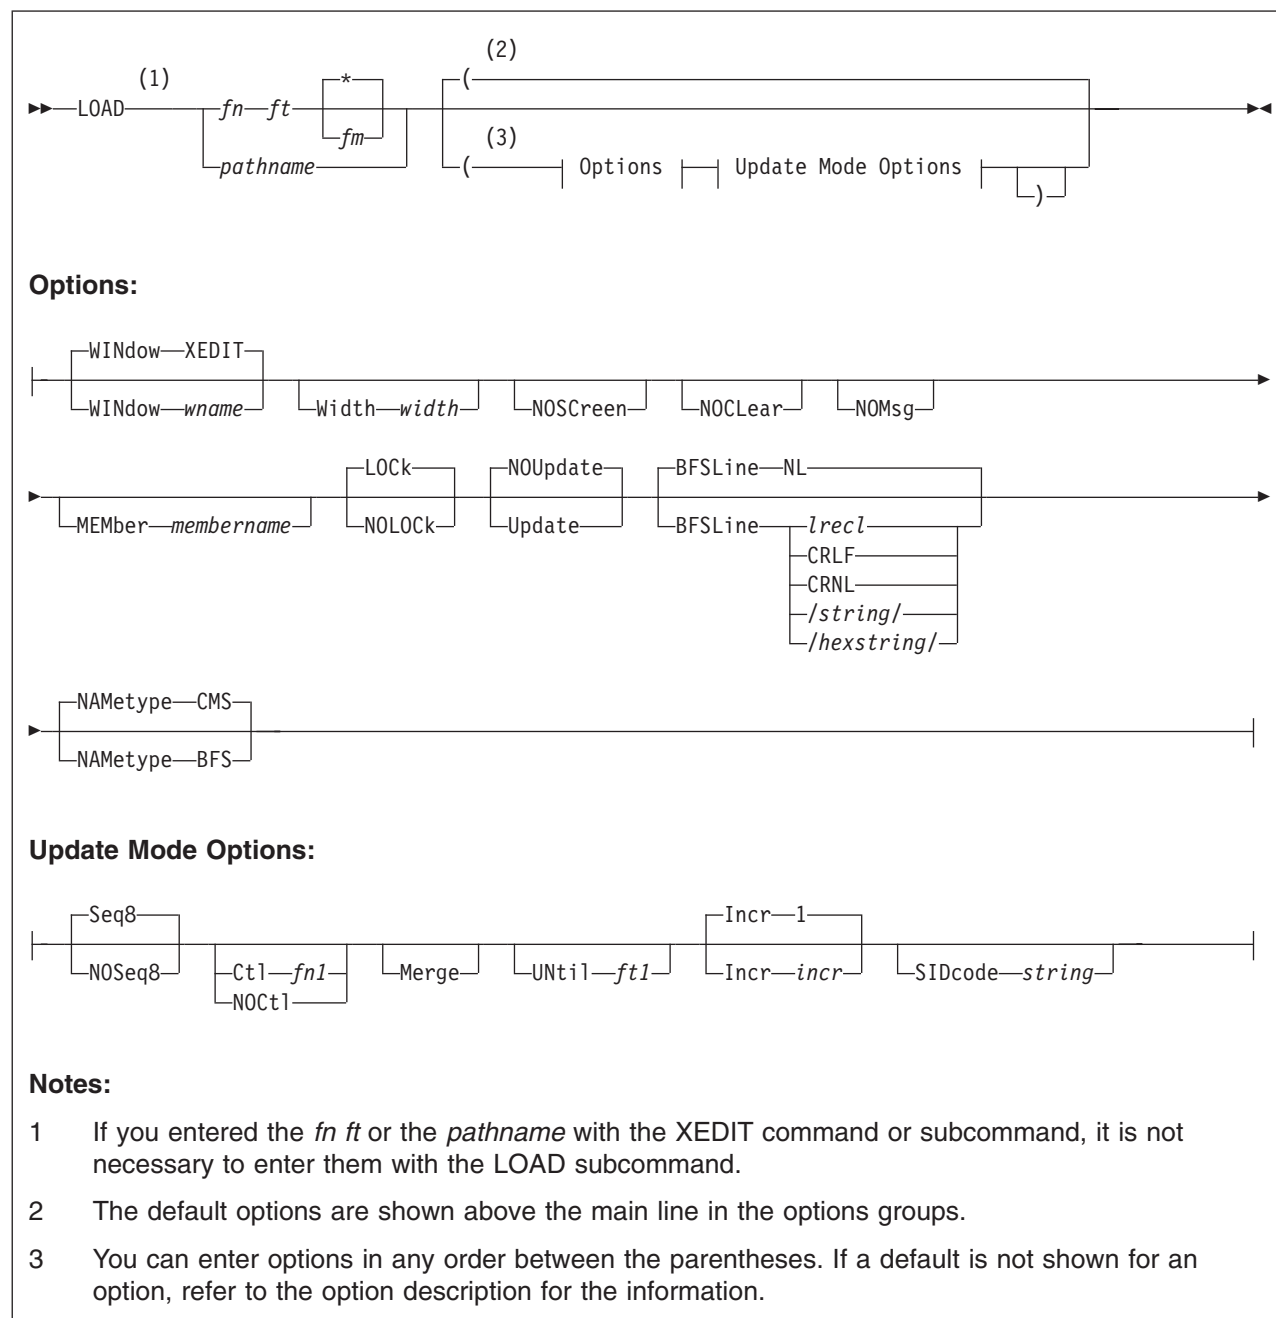 (2)
(1) * (
LOAD fn ft
fm (3)
pathname ( Options Update Mode Options
)
Options:
WINdow XEDIT
WINdow wname Width width NOSCreen NOCLear NOMsg
LOCk NOUpdate BFSLine NL
MEMber membername NOLOCk Update BFSLine lrecl
CRLF
CRNL
/string/
/hexstring/
NAMetype CMS
NAMetype BFS
Update Mode Options:
Seq8 Incr 1
NOSeq8 Ctl fn1 Merge UNtil ft1 Incr incr SIDcode string
NOCtl
Notes:
1 If you entered the fn ft or the pathname with the XEDIT command or subcommand, it is not
necessary to enter them with the LOAD subcommand.
2 The default options are shown above the main line in the options groups.
3 You can enter options in any order between the parentheses. If a default is not shown for an
option, refer to the option description for the information.